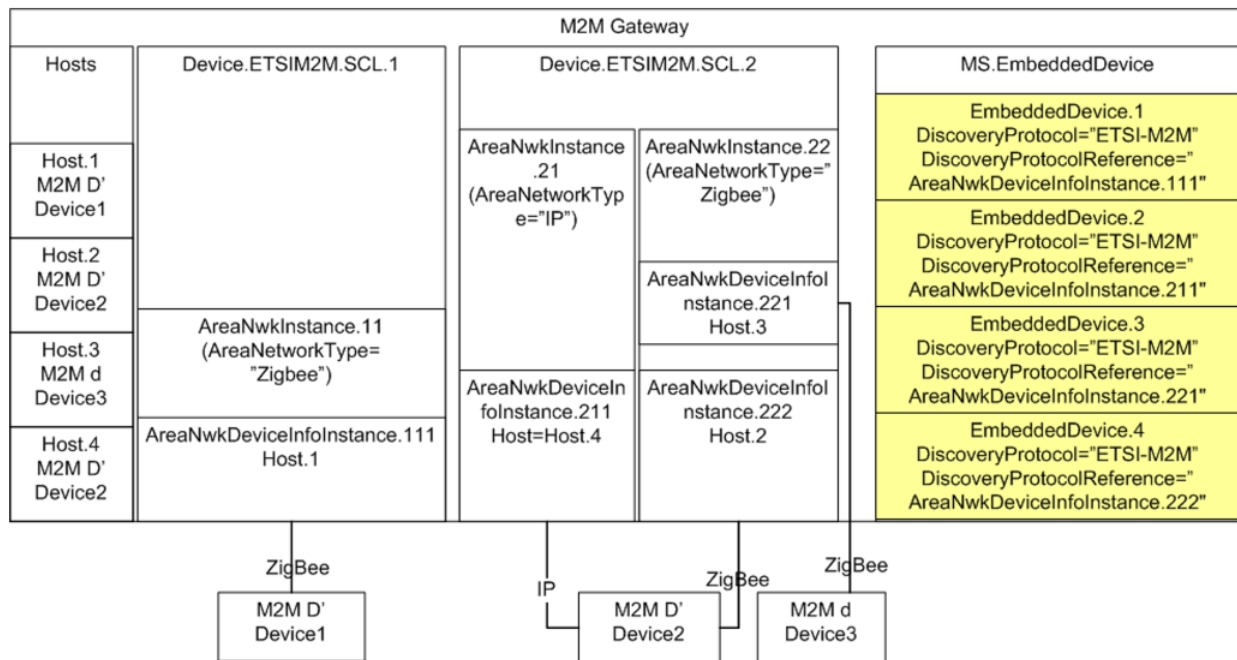 M2M Gateway
Hosts
Host.1
M2M D'
Device1
Host.2
M2M D'
Device2
Host.3
M2M d
Device3
Host.4
M2M D'
Device2
Device.ETSIM2M.SCL.1
AreaNwkInstance.11
(AreaNetworkType=
"Zigbee")
AreaNwkDeviceInfoInstance.111
Host.1
Device.ETSIM2M.SCL.2
AreaNwkInstance
.21
(AreaNetworkTyp
e="IP")
AreaNwkDeviceIn
foInstance.211
Host=Host.4
AreaNwkInstance.22
(AreaNetworkType="
Zigbee")
AreaNwkDeviceInfoI
nstance.221
Host.3
AreaNwkDeviceInfoI
nstance.222
Host.2
MS.EmbeddedDevice
EmbeddedDevice.1
DiscoveryProtocol="ETSI-M2M"
DiscoveryProtocolReference="
AreaNwkDeviceInfoInstance.111"
EmbeddedDevice.2
DiscoveryProtocol="ETSI-M2M"
DiscoveryProtocolReference="
AreaNwkDeviceInfoInstance.211"
EmbeddedDevice.3
DiscoveryProtocol="ETSI-M2M"
DiscoveryProtocolReference="
AreaNwkDeviceInfoInstance.221"
EmbeddedDevice.4
DiscoveryProtocol="ETSI-M2M"
DiscoveryProtocolReference="
AreaNwkDeviceInfoInstance.222"
ZigBee
IP
ZigBee
ZigBee
M2M D'
Device1
M2M D'
Device2
M2M d
Device3